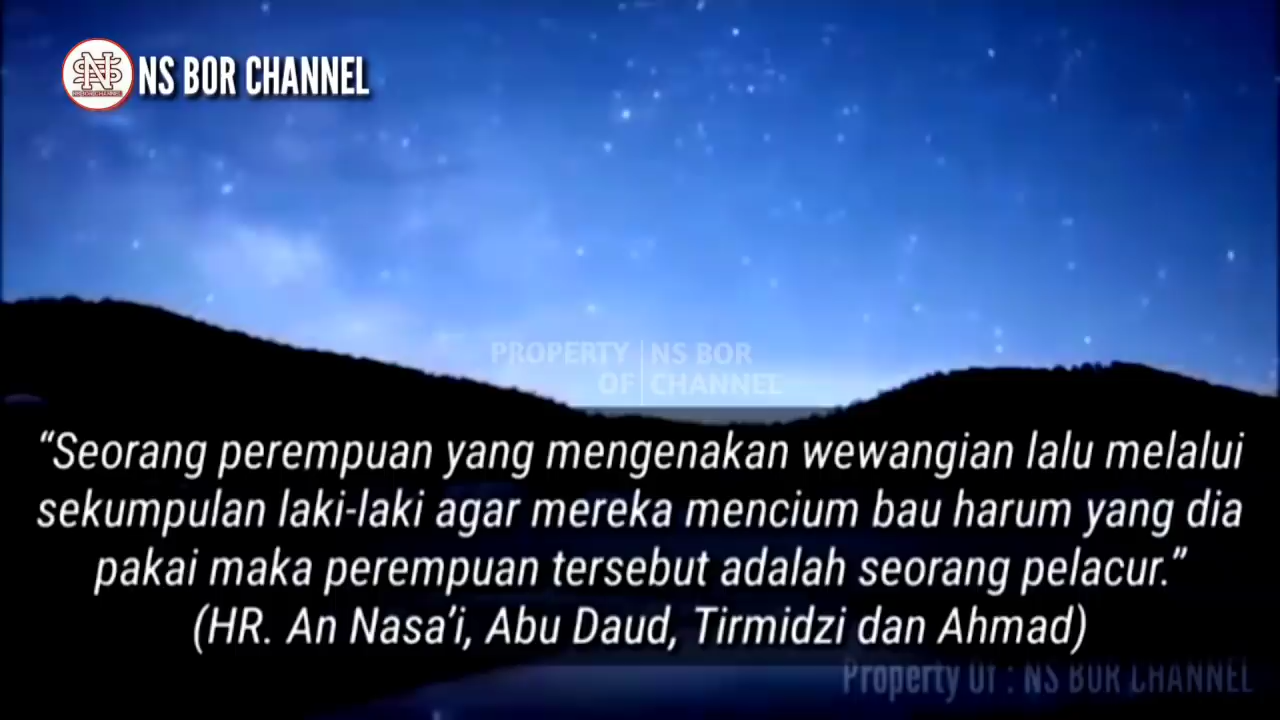 NS BOR CHANNEL
PROPERTY OF NS BOR CHANNEL
“Seorang perempuan yang mengenakan wewangian lalu melalui
sekumpulan laki-laki agar mereka mencium bau harum yang dia
pakai maka perempuan tersebut adalah seorang pelacur.”
(HR. An Nasa’i, Abu Daud, Tirmidzi dan Ahmad)
Property Of : NS BOR CHANNEL